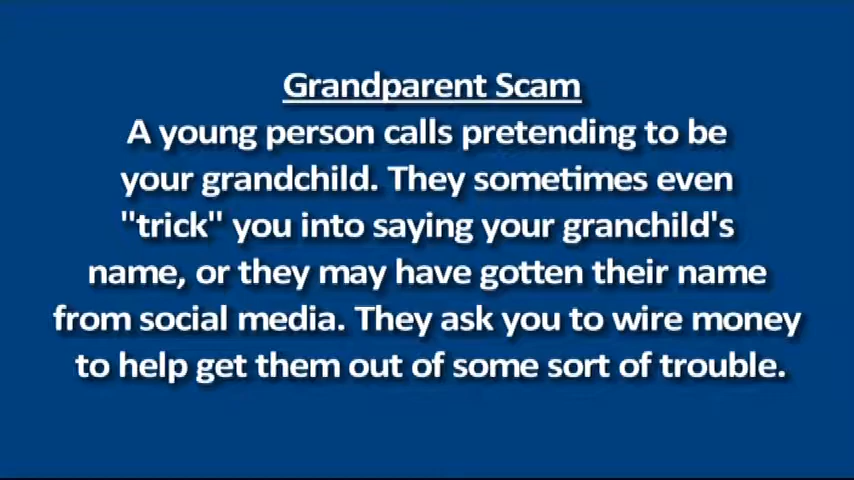 Grandparent Scam
A young person calls pretending to be
your grandchild. They sometimes even
"trick" you into saying your granchild's
name, or they may have gotten their name
from social media. They ask you to wire money
to help get them out of some sort of trouble.